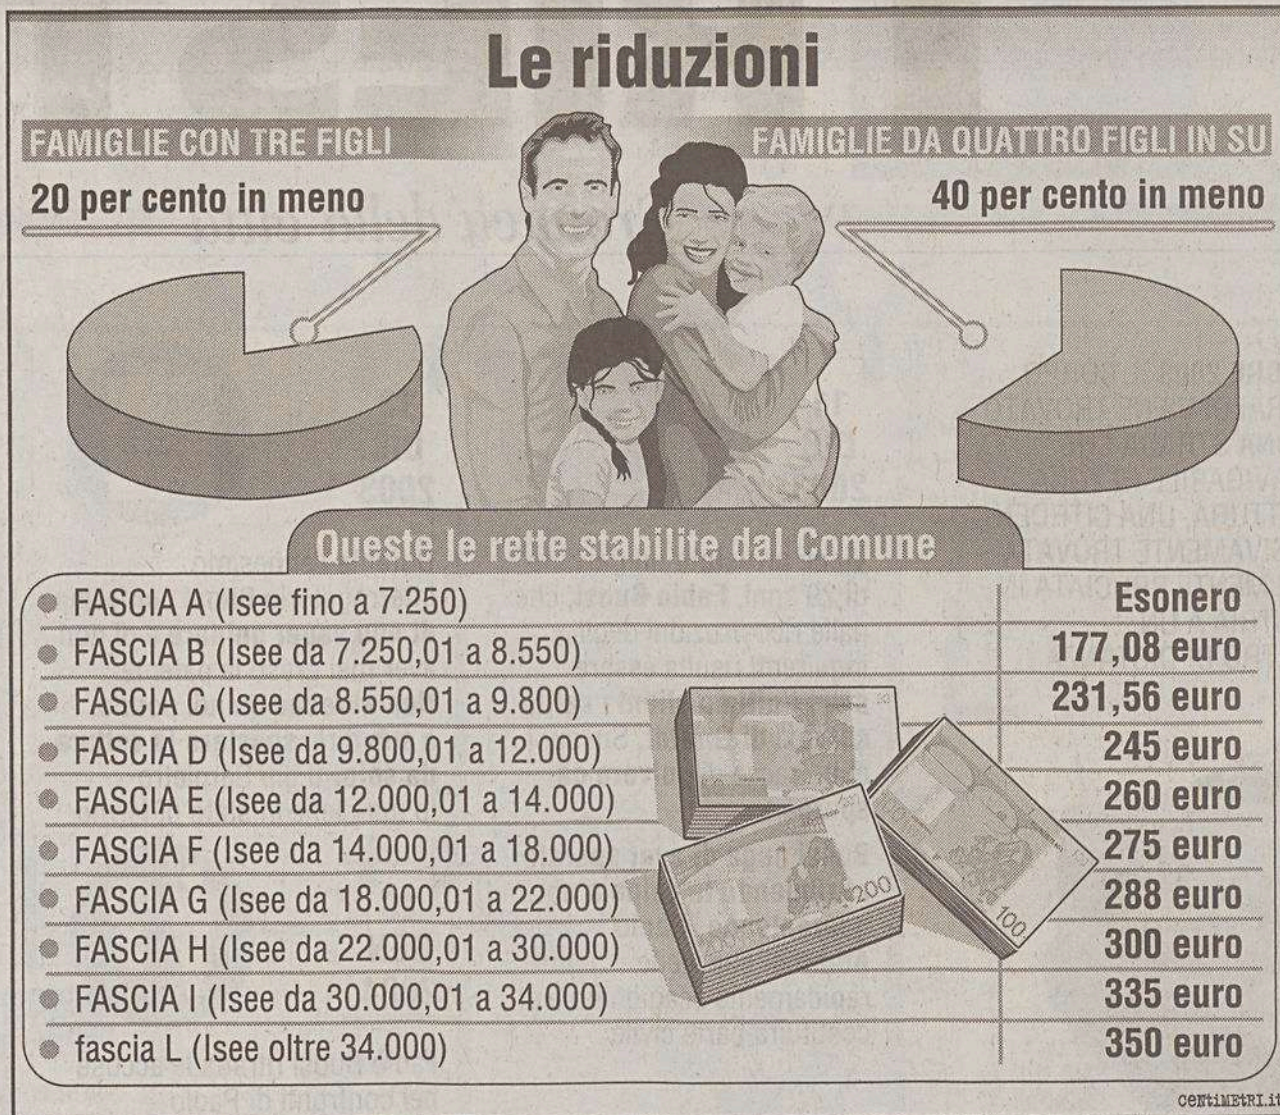 Le riduzioni
FAMIGLIE CON TRE FIGLI
20 per cento in meno
FAMIGLIE DA QUATTRO FIGLI IN SU
40 per cento in meno
Queste le rette stabilite dal Comune
FASCIA A (Isee fino a 7.250) Esonero
FASCIA B (Isee da 7.250,01 a 8.550) 177,08 euro
FASCIA C (Isee da 8.550,01 a 9.800) 231,56 euro
FASCIA D (Isee da 9.800,01 a 12.000) 245 euro
FASCIA E (Isee da 12.000,01 a 14.000) 260 euro
FASCIA F (Isee da 14.000,01 a 18.000) 275 euro
FASCIA G (Isee da 18.000,01 a 22.000) 288 euro
FASCIA H (Isee da 22.000,01 a 30.000) 300 euro
FASCIA I (Isee da 30.000,01 a 34.000) 335 euro
fascia L (Isee oltre 34.000) 350 euro
200
100
CENTIMETRI.it